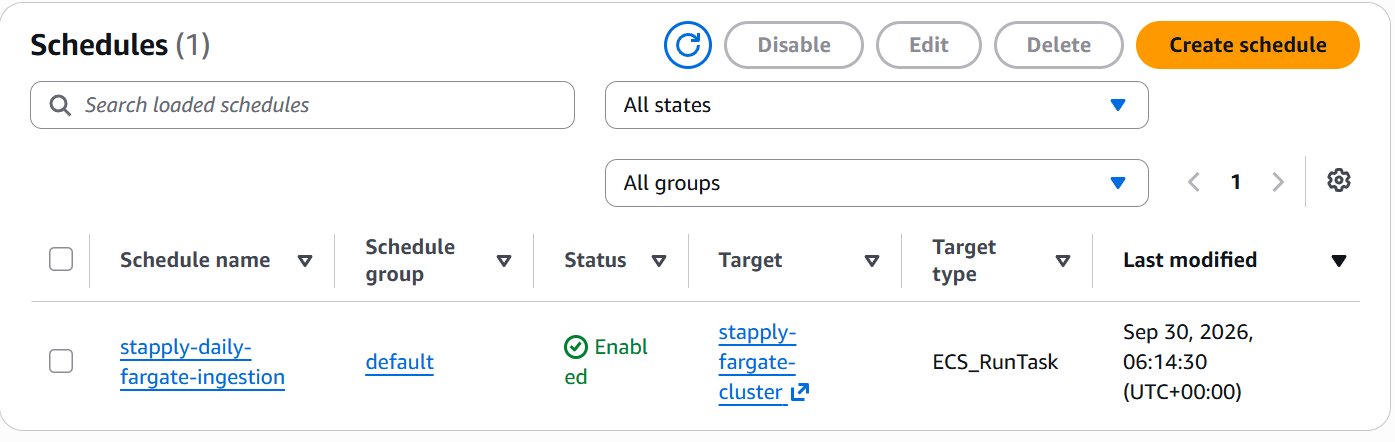 Schedules (1)
Disable
Edit
Delete
Create schedule
Search loaded schedules
All states
All groups
1
Schedule name
Schedule
group
Status
Target
Target
type
Last modified
stapply-daily-
fargate-ingestion
default
Enabl
ed
stapply-
fargate-
cluster
ECS_RunTask
Sep 30, 2026,
06:14:30
(UTC+00:00)